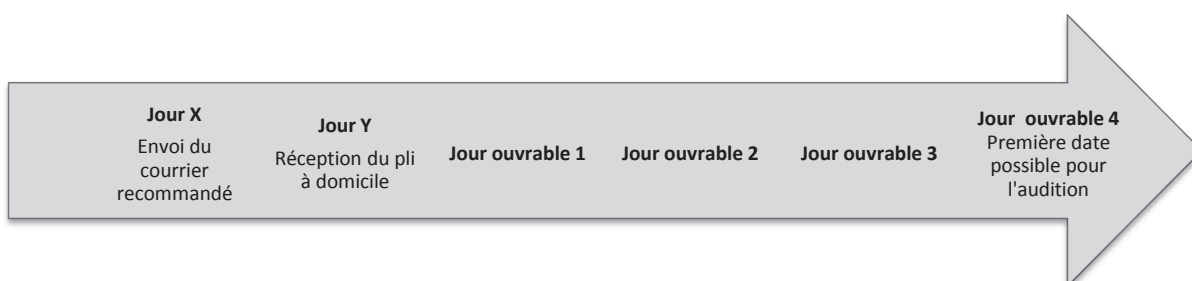 Jour X
Envoi du
courrier
recommandé
Jour Y
Réception du pli
à domicile
Jour ouvrable 1
Jour ouvrable 2
Jour ouvrable 3
Jour ouvrable 4
Première date
possible pour
l'audition